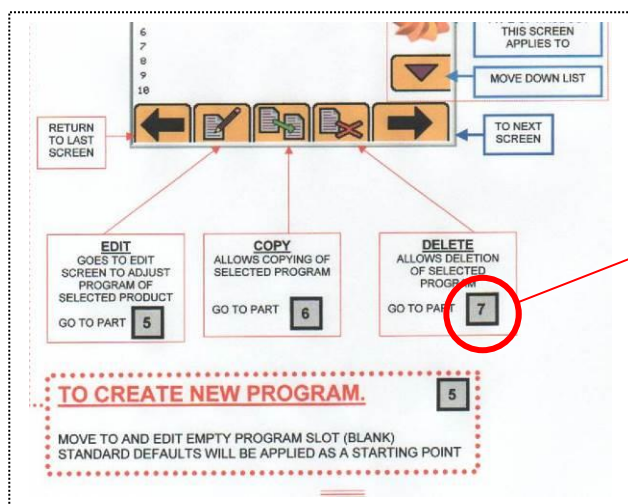 THIS SCREEN
APPLIES TO
6
7
8
9
10
MOVE DOWN LIST
RETURN
TO LAST
SCREEN
TO NEXT
SCREEN
EDIT
GOES TO EDIT
SCREEN TO ADJUST
PROGRAM OF
SELECTED PRODUCT
GO TO PART 5
COPY
ALLOWS COPYING OF
SELECTED PROGRAM
GO TO PART 6
DELETE
ALLOWS DELETION
OF SELECTED
PROGRAM
GO TO PART 7
TO CREATE NEW PROGRAM. 5
MOVE TO AND EDIT EMPTY PROGRAM SLOT (BLANK)
STANDARD DEFAULTS WILL BE APPLIED AS A STARTING POINT